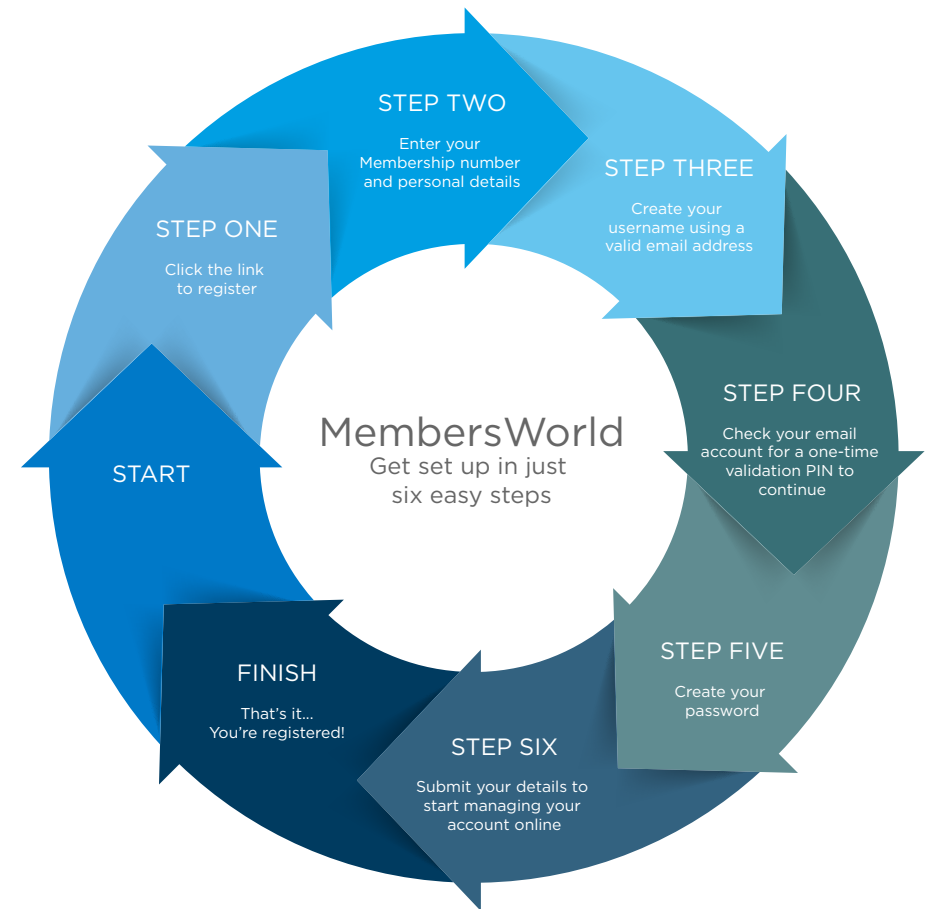 MembersWorld
Get set up in just
six easy steps
START
STEP ONE
Click the link
to register
STEP TWO
Enter your
Membership number
and personal details
STEP THREE
Create your
username using a
valid email address
STEP FOUR
Check your email
account for a one-time
validation PIN to
continue
STEP FIVE
Create your
password
STEP SIX
Submit your details to
start managing your
account online
FINISH
That's it...
You're registered!